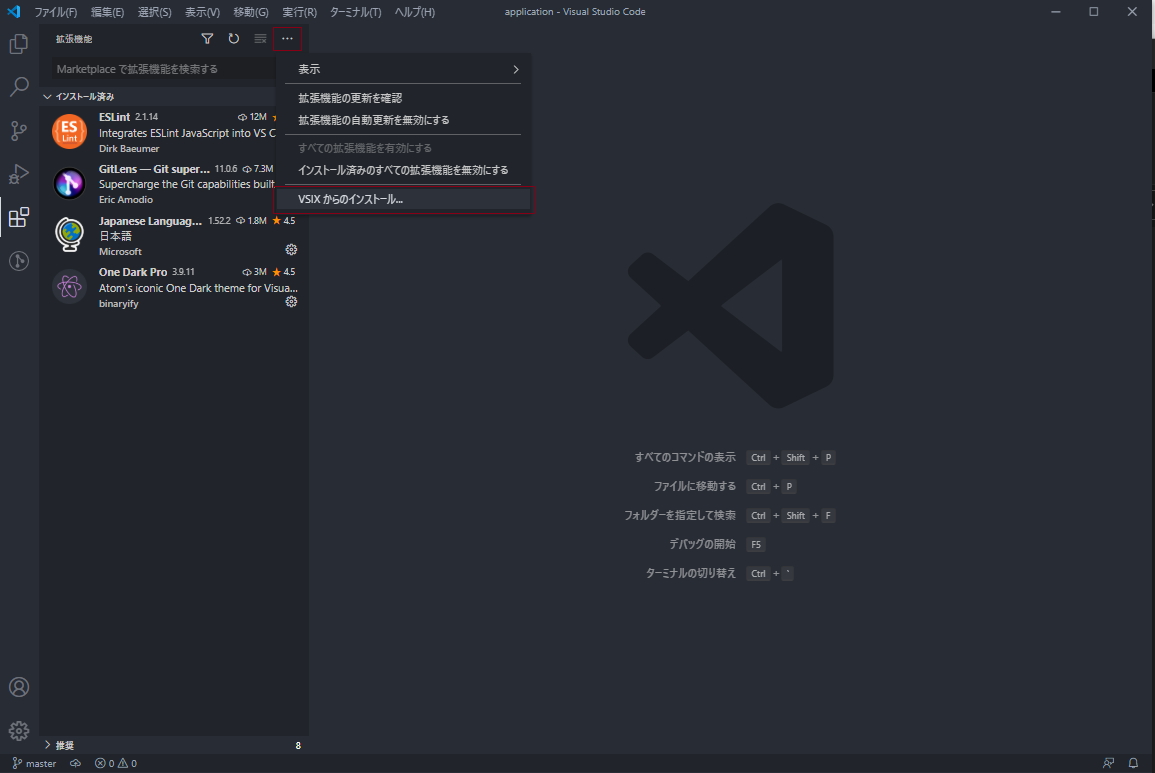 ファイル(F) 編集(E) 選択(S) 表示(V) 移動(G) 実行(R) ターミナル(T) ヘルプ(H) application - Visual Studio Code
拡張機能
Marketplace で拡張機能を検索する
インストール済み
ES
Lint
ESLint 2.1.14 12M
Integrates ESLint JavaScript into VS C
Dirk Baeumer
GitLens — Git super... 11.0.6 7.3M
Supercharge the Git capabilities built
Eric Amodio
Japanese Languag... 1.52.2 1.8M ★ 4.5
日本語
Microsoft
One Dark Pro 3.9.11 3M ★ 4.5
Atom's iconic One Dark theme for Visua...
binaryify
表示
拡張機能の更新を確認
拡張機能の自動更新を無効にする
すべての拡張機能を有効にする
インストール済みのすべての拡張機能を無効にする
VSIX からのインストール...
すべてのコマンドの表示 Ctrl + Shift + P
ファイルに移動する Ctrl + P
フォルダーを指定して検索 Ctrl + Shift + F
デバッグの開始 F5
ターミナルの切り替え Ctrl + `
推奨 8
master 0 0